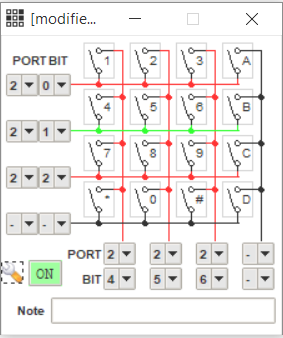 [modifie...
PORT BIT
1 2 3 A
2 0
4 5 6 B
2 1
7 8 9 C
2 2
* 0 # D
- -
PORT 2 2 2 -
ON BIT 4 5 6 -
Note